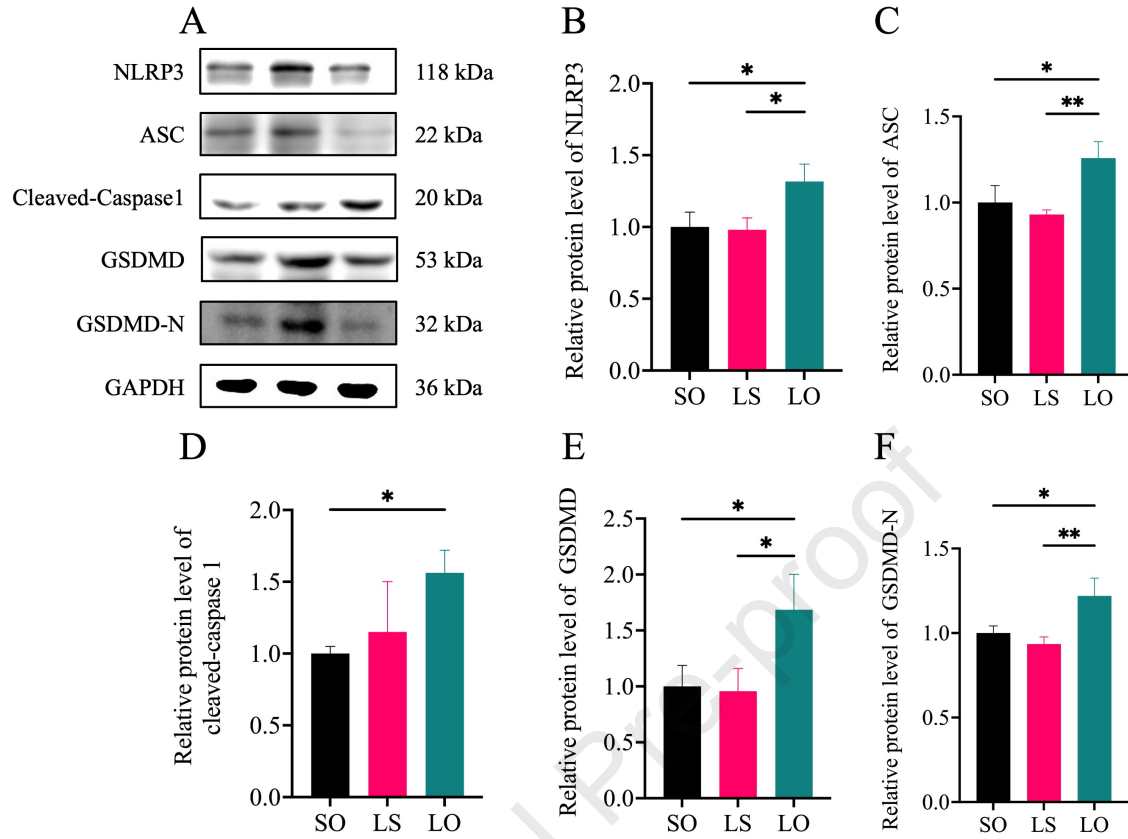 A
NLRP3 118 kDa
ASC 22 kDa
Cleaved-Caspase1 20 kDa
GSDMD 53 kDa
GSDMD-N 32 kDa
GAPDH 36 kDa
B
Relative protein level of NLRP3
2.0
1.5
1.0
0.5
0.0
*
*
SO LS LO
C
Relative protein level of ASC
1.5
1.0
0.5
0.0
*
**
SO LS LO
D
Relative protein level of
cleaved-caspase 1
2.0
1.5
1.0
0.5
0.0
*
SO LS LO
E
Relative protein level of GSDMD
2.5
2.0
1.5
1.0
0.5
0.0
*
*
SO LS LO
F
Relative protein level of GSDMD-N
1.5
1.0
0.5
0.0
*
**
SO LS LO
Pre-proof